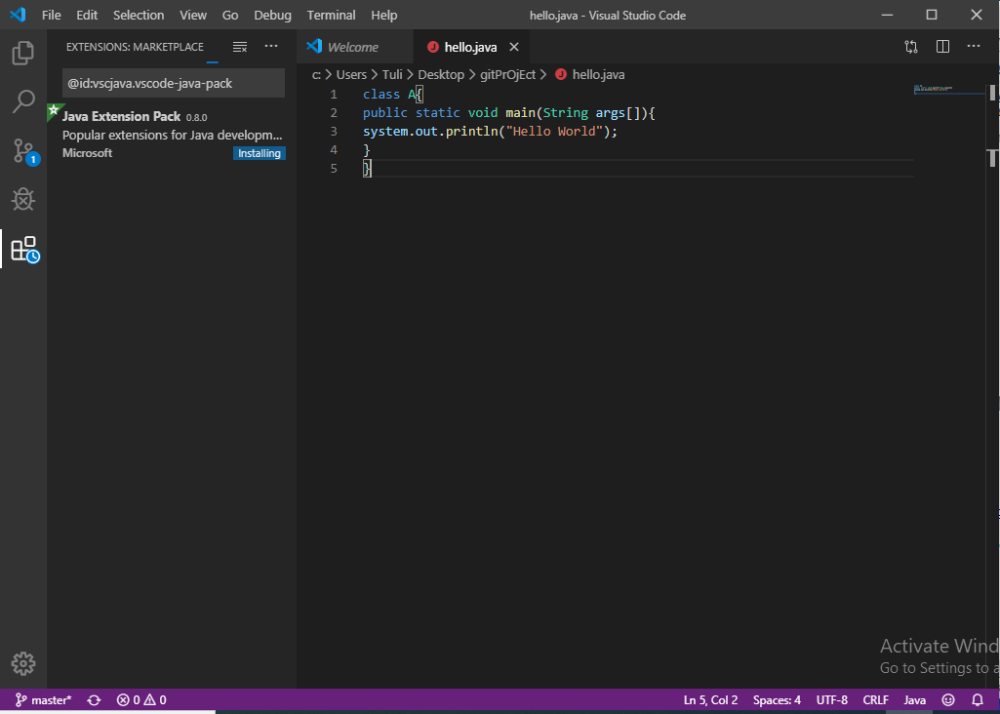 File Edit Selection View Go Debug Terminal Help hello.java - Visual Studio Code
EXTENSIONS: MARKETPLACE
Welcome hello.java
@id:vscjava.vscode-java-pack
c: > Users > Tuli > Desktop > gitPrOjEct > hello.java
Java Extension Pack 0.8.0
Popular extensions for Java developm...
Microsoft Installing
1 class A{
2 public static void main(String args[]){
3 system.out.println("Hello World");
4 }
5 }
1
Activate Wind
Go to Settings to a
master* 0 0 Ln 5, Col 2 Spaces: 4 UTF-8 CRLF Java